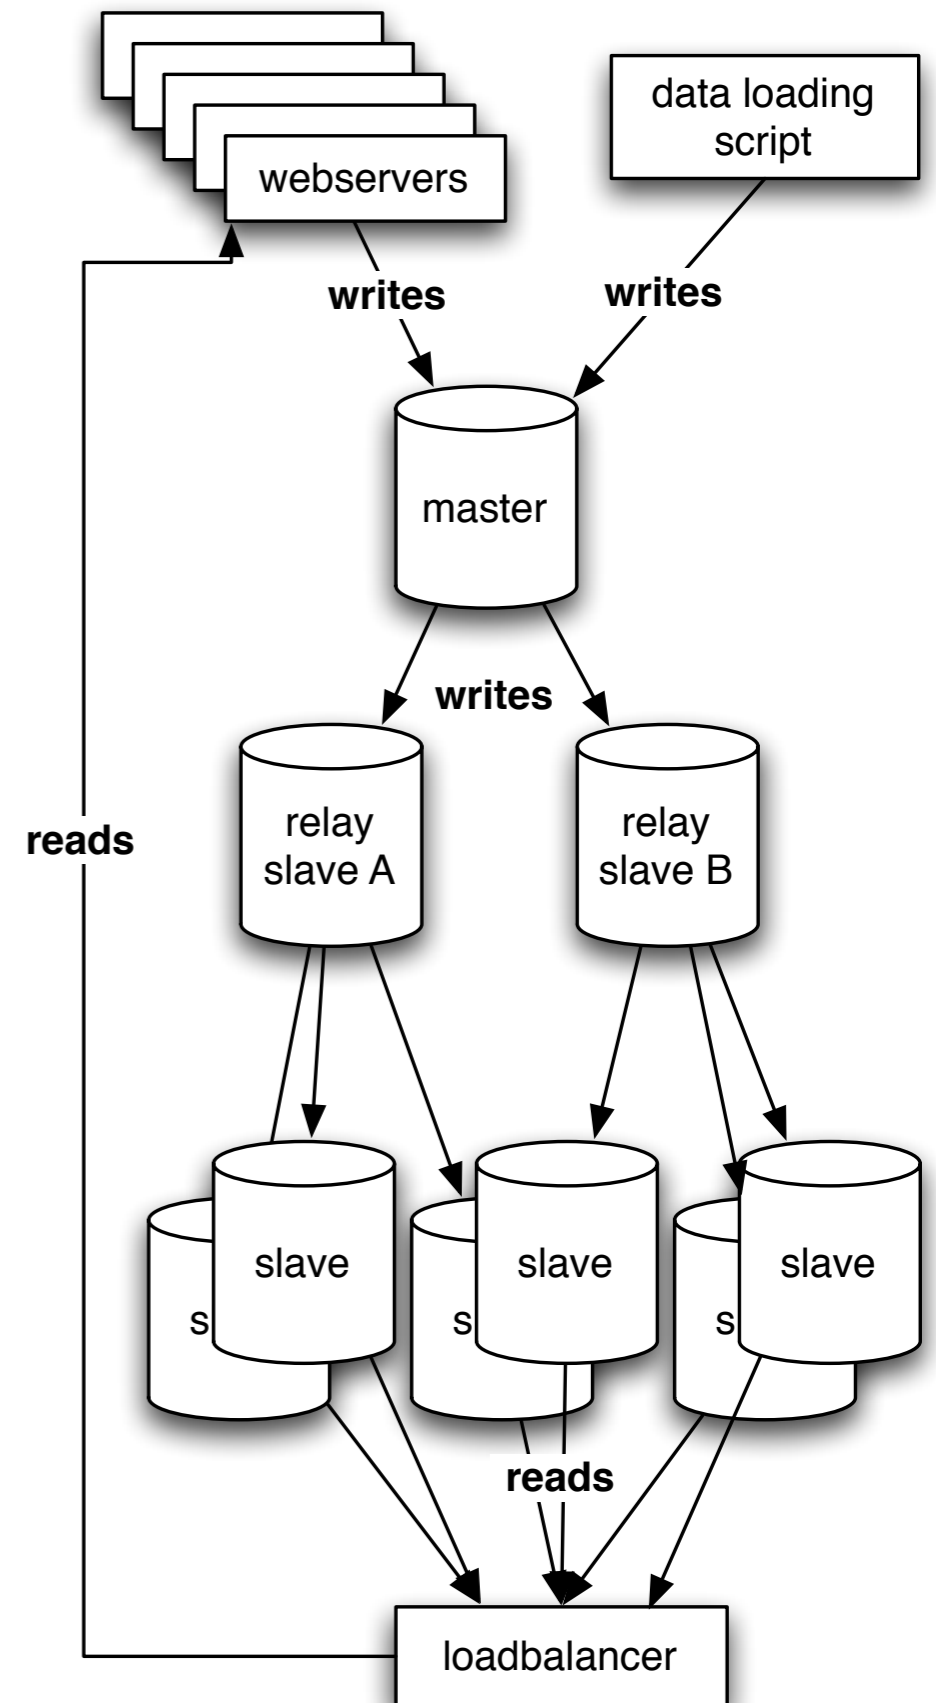 data loading
script
webservers
writes
writes
master
writes
relay
slave A
relay
slave B
reads
slave
slave
slave
s
s
s
reads
loadbalancer